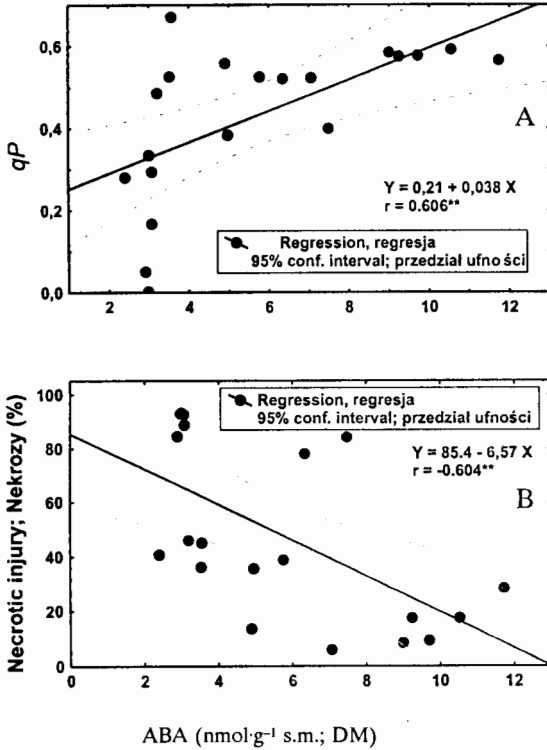 0,6
0,4
0,2
0,0
qP
A
Y = 0,21 + 0,038 X
r = 0.606**
Regression, regresja
95% conf. interval; przedział ufności
2 4 6 8 10 12
100
80
60
40
20
0
Necrotic injury; Nekrozy (%)
Regression, regresja
95% conf. interval; przedział ufności
Y = 85.4 - 6,57 X
r = -0.604**
B
0 2 4 6 8 10 12
ABA (nmol·g⁻¹ s.m.; DM)